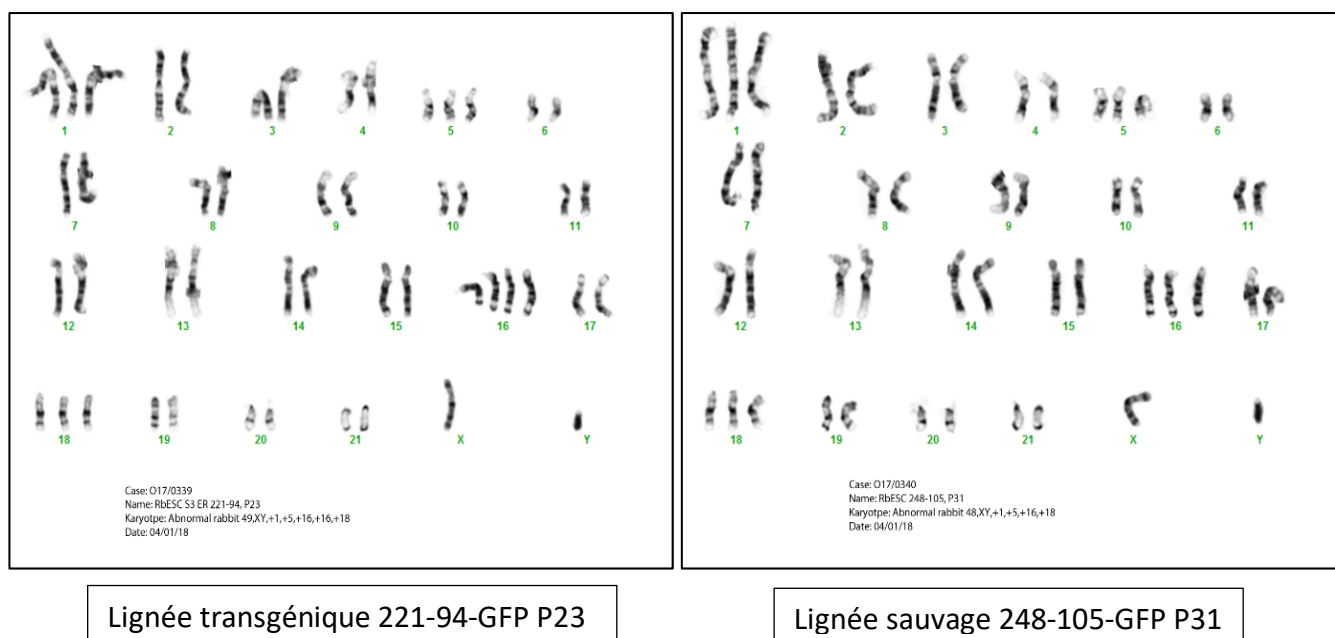 1 2 3 4 5 6
7 8 9 10 11
12 13 14 15 16 17
18 19 20 21 X Y
Case: O17/0339
Name: RbESC S3 ER 221-94, P23
Karyotpe: Abnormal rabbit 49,XY,+1,+5,+16,+16,+18
Date: 04/01/18
Lignée transgénique 221-94-GFP P23
1 2 3 4 5 6
7 8 9 10 11
12 13 14 15 16 17
18 19 20 21 X Y
Case: O17/0340
Name: RbESC 248-105, P31
Karyotpe: Abnormal rabbit 48,XY,+1,+5,+16,+18
Date: 04/01/18
Lignée sauvage 248-105-GFP P31